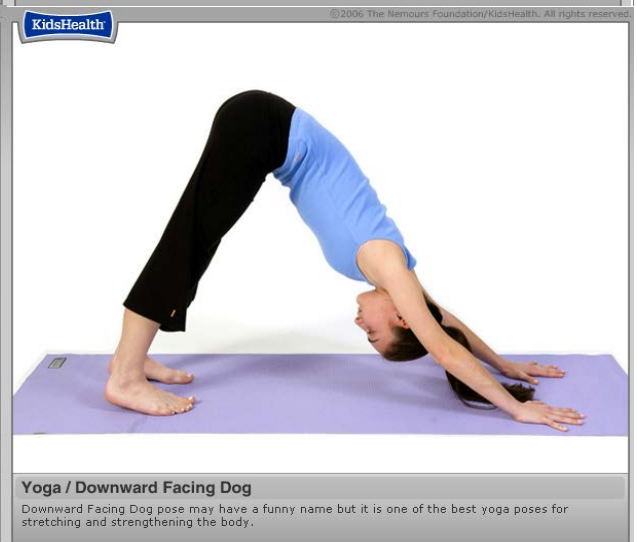 ©2006 The Nemours Foundation/KidsHealth. All rights reserved.
KidsHealth®
Yoga / Downward Facing Dog
Downward Facing Dog pose may have a funny name but it is one of the best yoga poses for
stretching and strengthening the body.